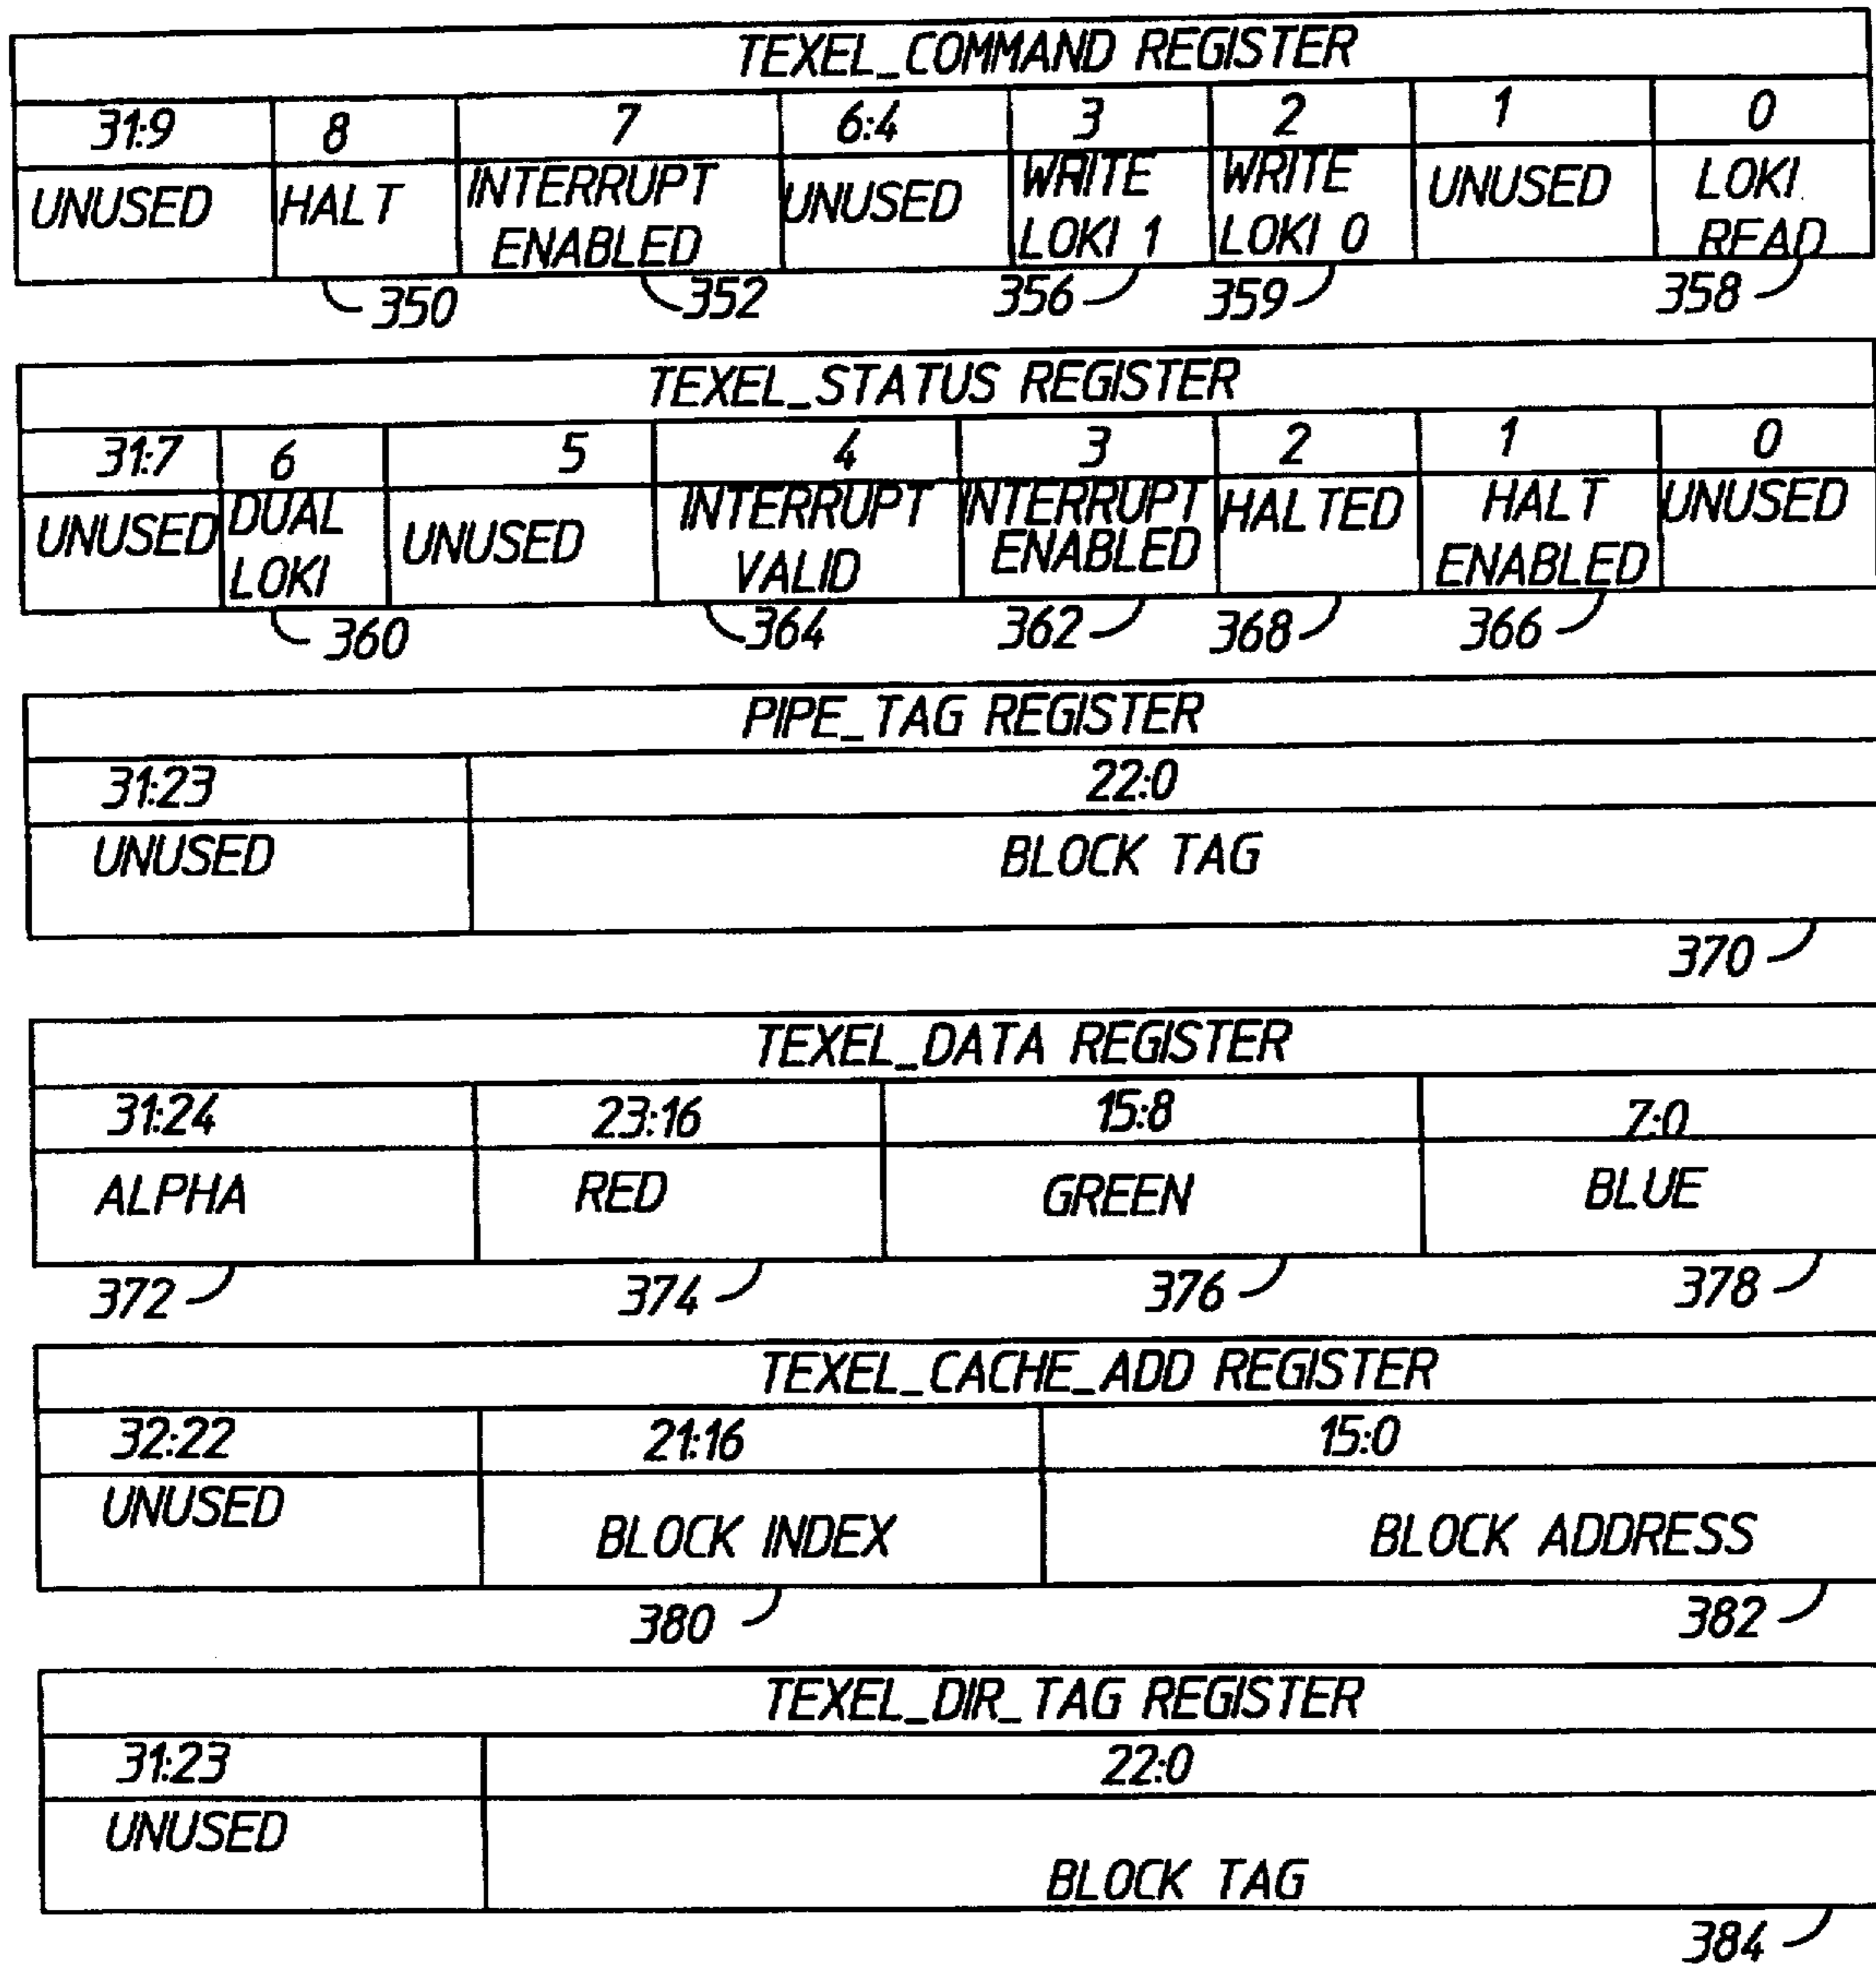 TEXEL_COMMAND REGISTER
31:9 8 7 6:4 3 2 1 0
UNUSED HALT INTERRUPT ENABLED UNUSED WRITE LOKI 1 WRITE LOKI 0 UNUSED LOKI READ
350 352 356 359 358
TEXEL_STATUS REGISTER
31:7 6 5 4 3 2 1 0
UNUSED DUAL LOKI UNUSED INTERRUPT VALID INTERRUPT ENABLED HALTED HALT ENABLED UNUSED
360 364 362 368 366
PIPE_TAG REGISTER
31:23 22:0
UNUSED BLOCK TAG
370
TEXEL_DATA REGISTER
31:24 23:16 15:8 7:0
ALPHA RED GREEN BLUE
372 374 376 378
TEXEL_CACHE_ADD REGISTER
32:22 21:16 15:0
UNUSED BLOCK INDEX BLOCK ADDRESS
380 382
TEXEL_DIR_TAG REGISTER
31:23 22:0
UNUSED BLOCK TAG
384